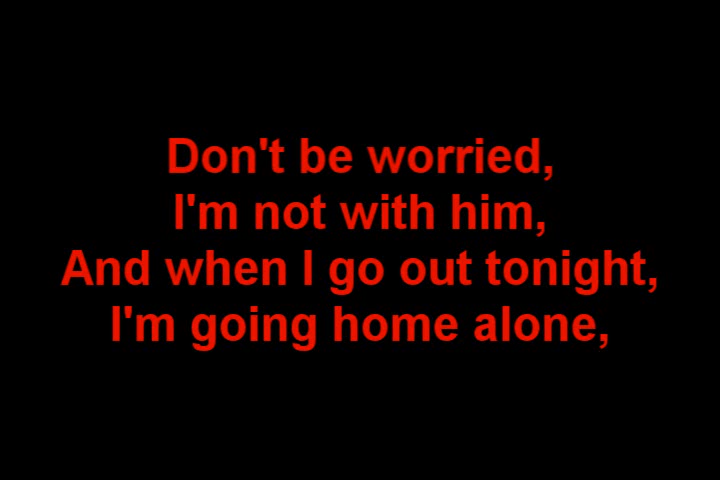 Don't be worried,
I'm not with him,
And when I go out tonight,
I'm going home alone,